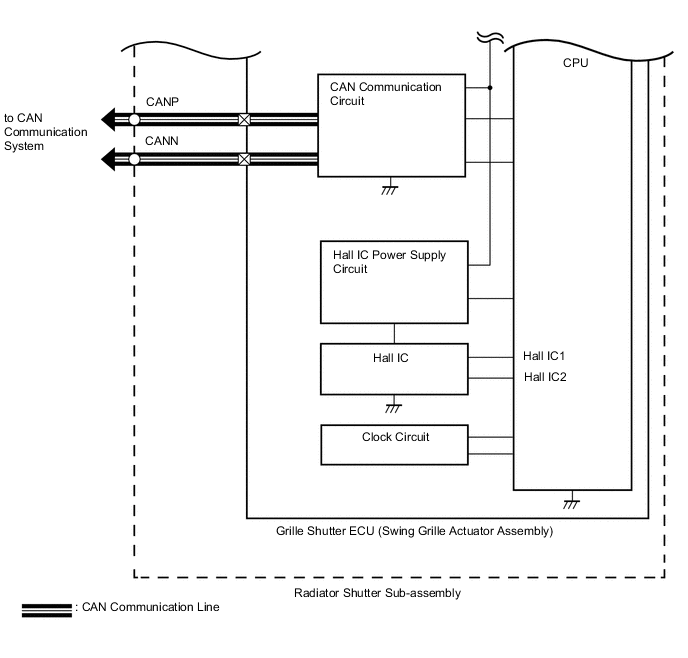 CPU
CAN Communication
Circuit
CANP
to CAN
Communication
System
CANN
Hall IC Power Supply
Circuit
Hall IC
Hall IC1
Hall IC2
Clock Circuit
Grille Shutter ECU (Swing Grille Actuator Assembly)
Radiator Shutter Sub-assembly
: CAN Communication Line